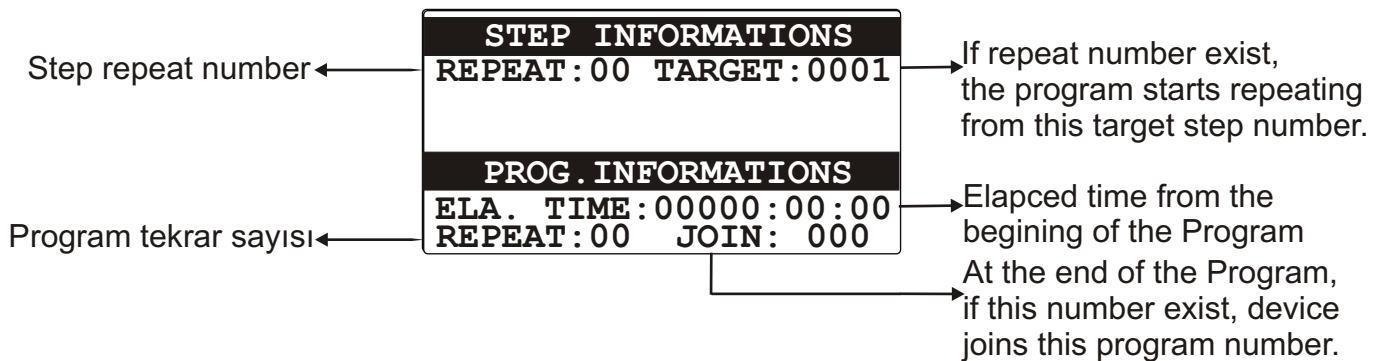 STEP INFORMATIONS
REPEAT:00 TARGET:0001
PROG.INFORMATIONS
ELA. TIME:00000:00:00
REPEAT:00 JOIN: 000
Step repeat number
Program tekrar sayısı
If repeat number exist,
the program starts repeating
from this target step number.
Elapced time from the
begining of the Program
At the end of the Program,
if this number exist, device
joins this program number.